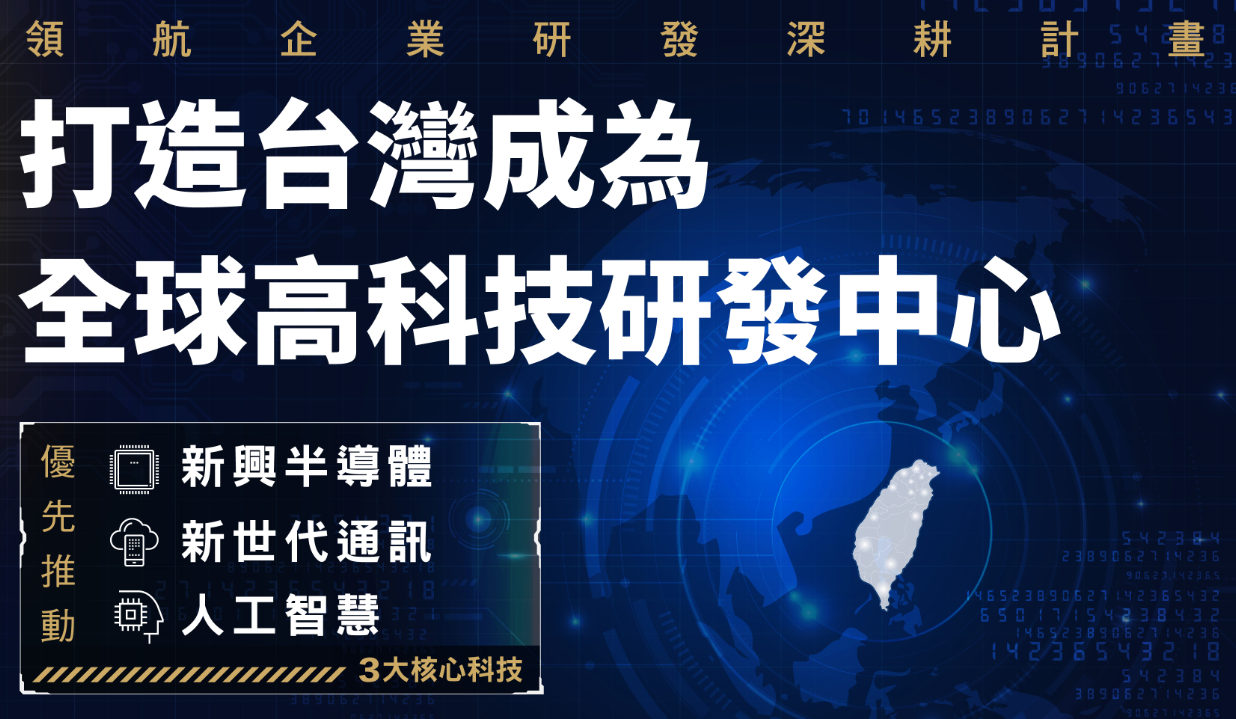 領航企業研發深耕計畫
打造台灣成為
全球高科技研發中心
優先推動
新興半導體
新世代通訊
人工智慧
3大核心科技